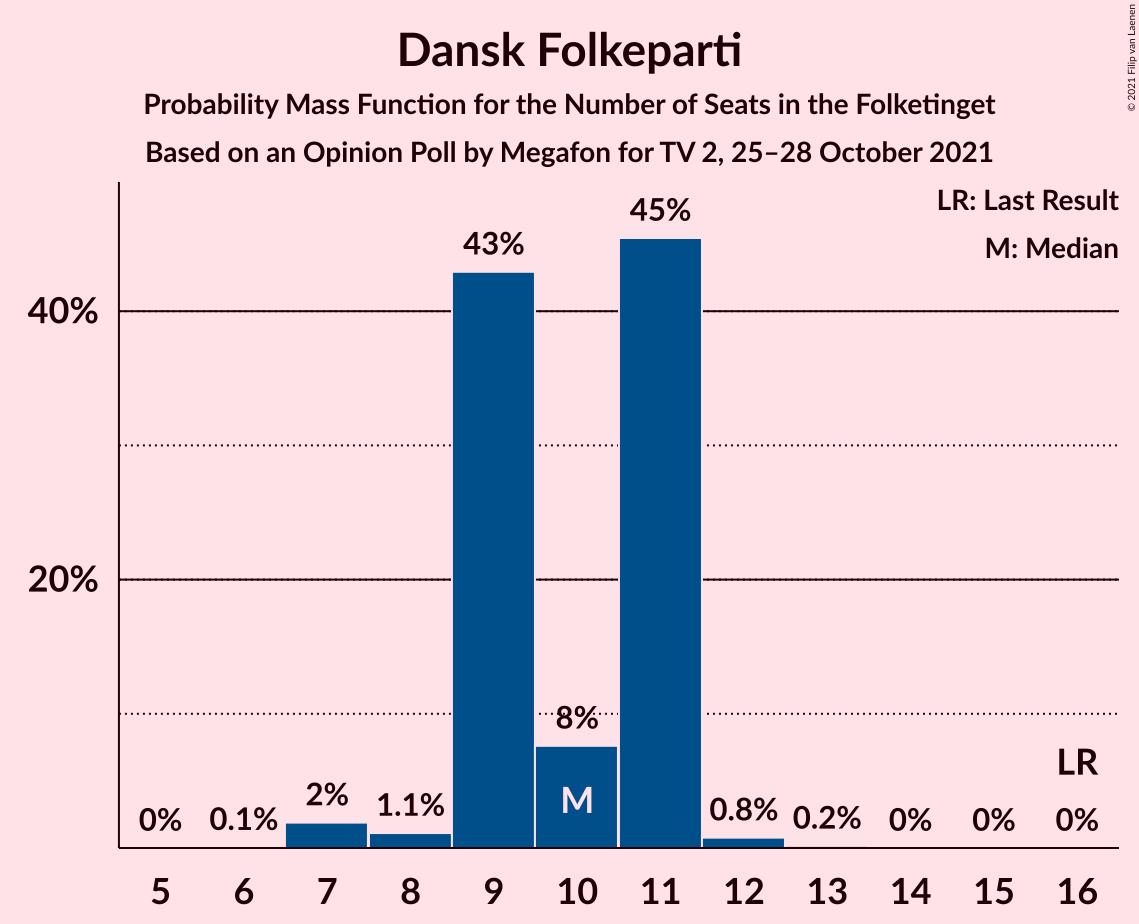 © 2021 Filip van Laenen
Dansk Folkeparti
Probability Mass Function for the Number of Seats in the Folketinget
Based on an Opinion Poll by Megafon for TV 2, 25–28 October 2021
LR: Last Result
M: Median
45%
43%
40%
20%
8%
LR
M
2%
1.1%
0.8%
0%
0.1%
0.2%
0%
0%
0%
5 6 7 8 9 10 11 12 13 14 15 16